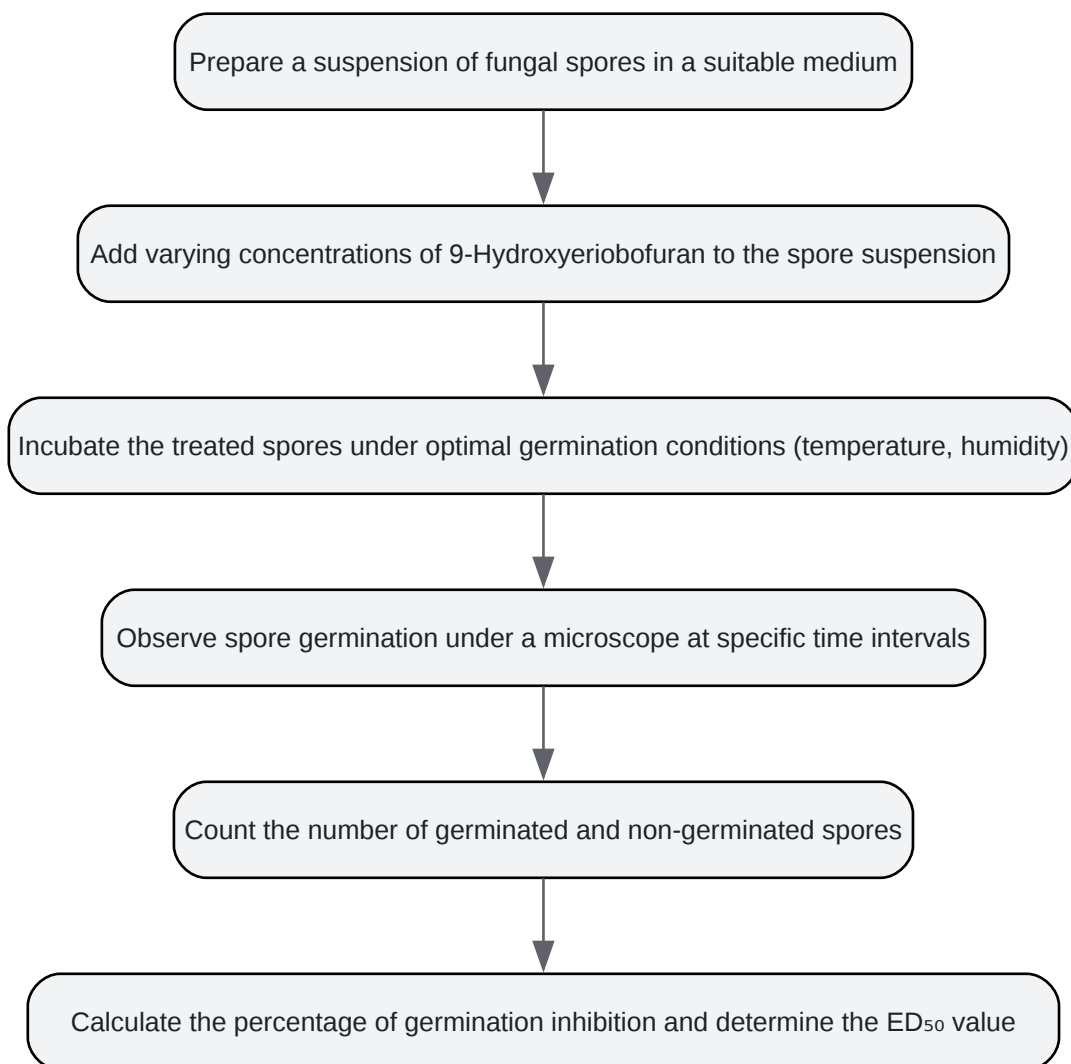 Prepare a suspension of fungal spores in a suitable medium
Add varying concentrations of 9-Hydroxyeriobofuran to the spore suspension
Incubate the treated spores under optimal germination conditions (temperature, humidity)
Observe spore germination under a microscope at specific time intervals
Count the number of germinated and non-germinated spores
Calculate the percentage of germination inhibition and determine the ED₅₀ value